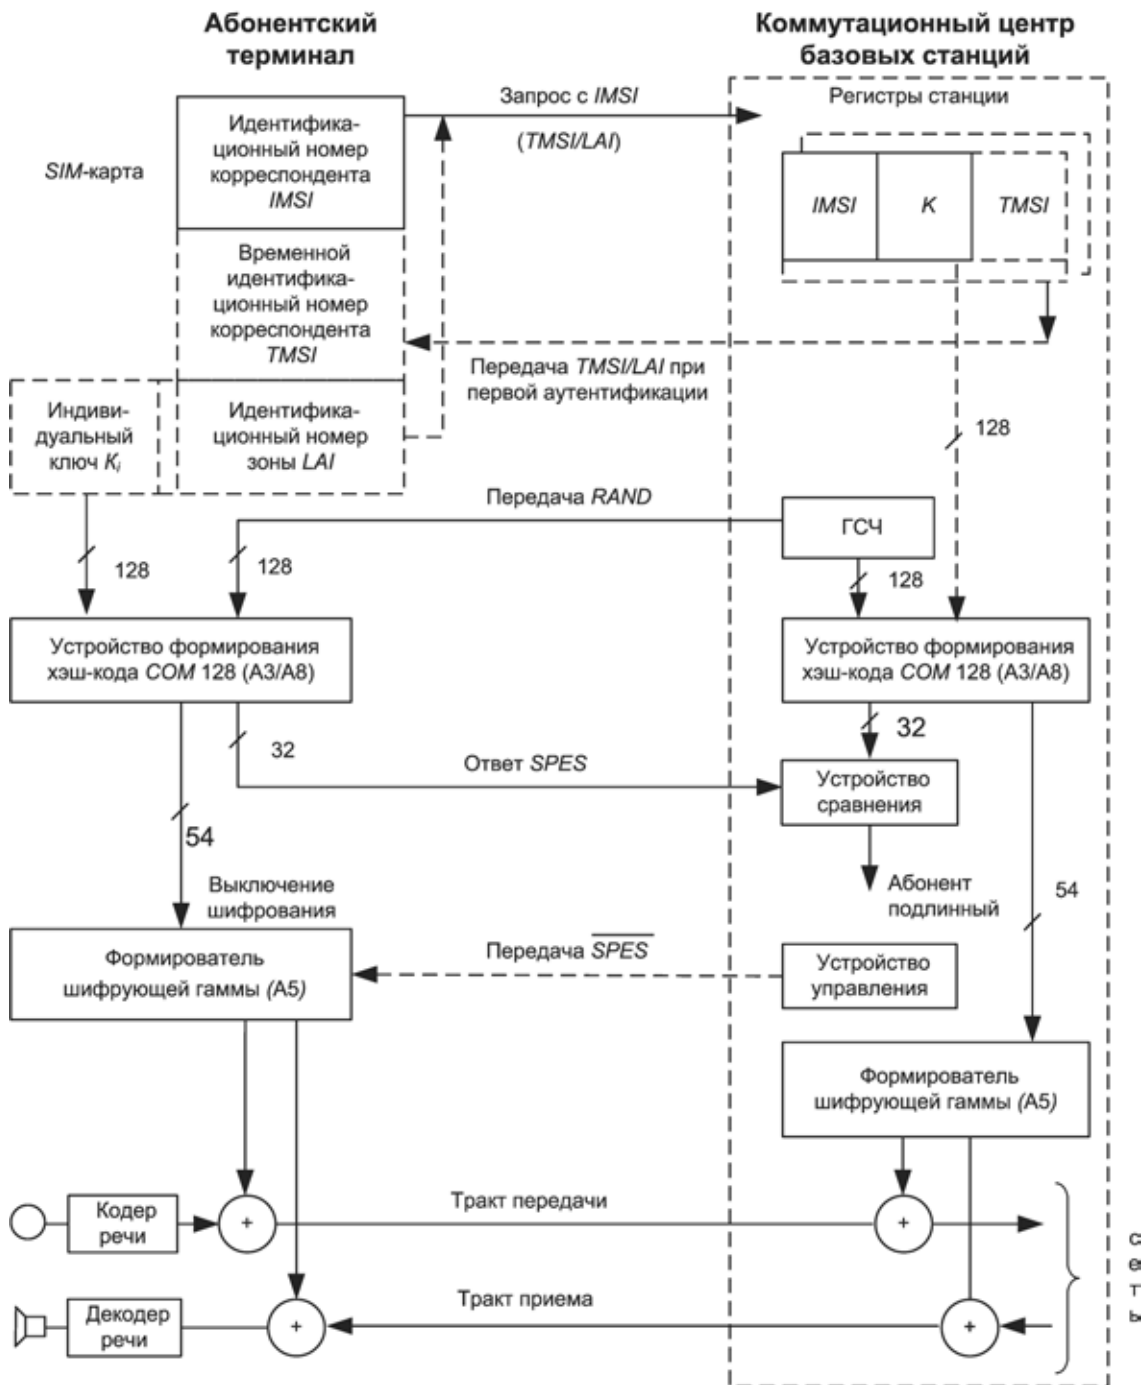 Абонентский
терминал
Коммутационный центр
базовых станций
SIM-карта
Идентифика-
ционный номер
корреспондента
IMSI
Запрос с IMSI
(TMSI/LAI)
Регистры станции
IMSI
K
TMSI
Временной
идентифика-
ционный номер
корреспондента
TMSI
Передача TMSI/LAI при
первой аутентификации
Индиви-
дуальный
ключ Ki
Идентифика-
ционный номер
зоны LAI
128
Передача RAND
ГСЧ
128
128
128
Устройство формирования
хэш-кода COM 128 (A3/A8)
Устройство формирования
хэш-кода COM 128 (A3/A8)
32
32
Ответ SPES
Устройство
сравнения
54
Абонент
подлинный
54
Выключение
шифрования
Формирователь
шифрующей гаммы (A5)
Передача S̅P̅E̅S̅
Устройство
управления
Формирователь
шифрующей гаммы (A5)
Кодер
речи
+
Тракт передачи
+
Декодер
речи
+
Тракт приема
+
с
е
т
ь